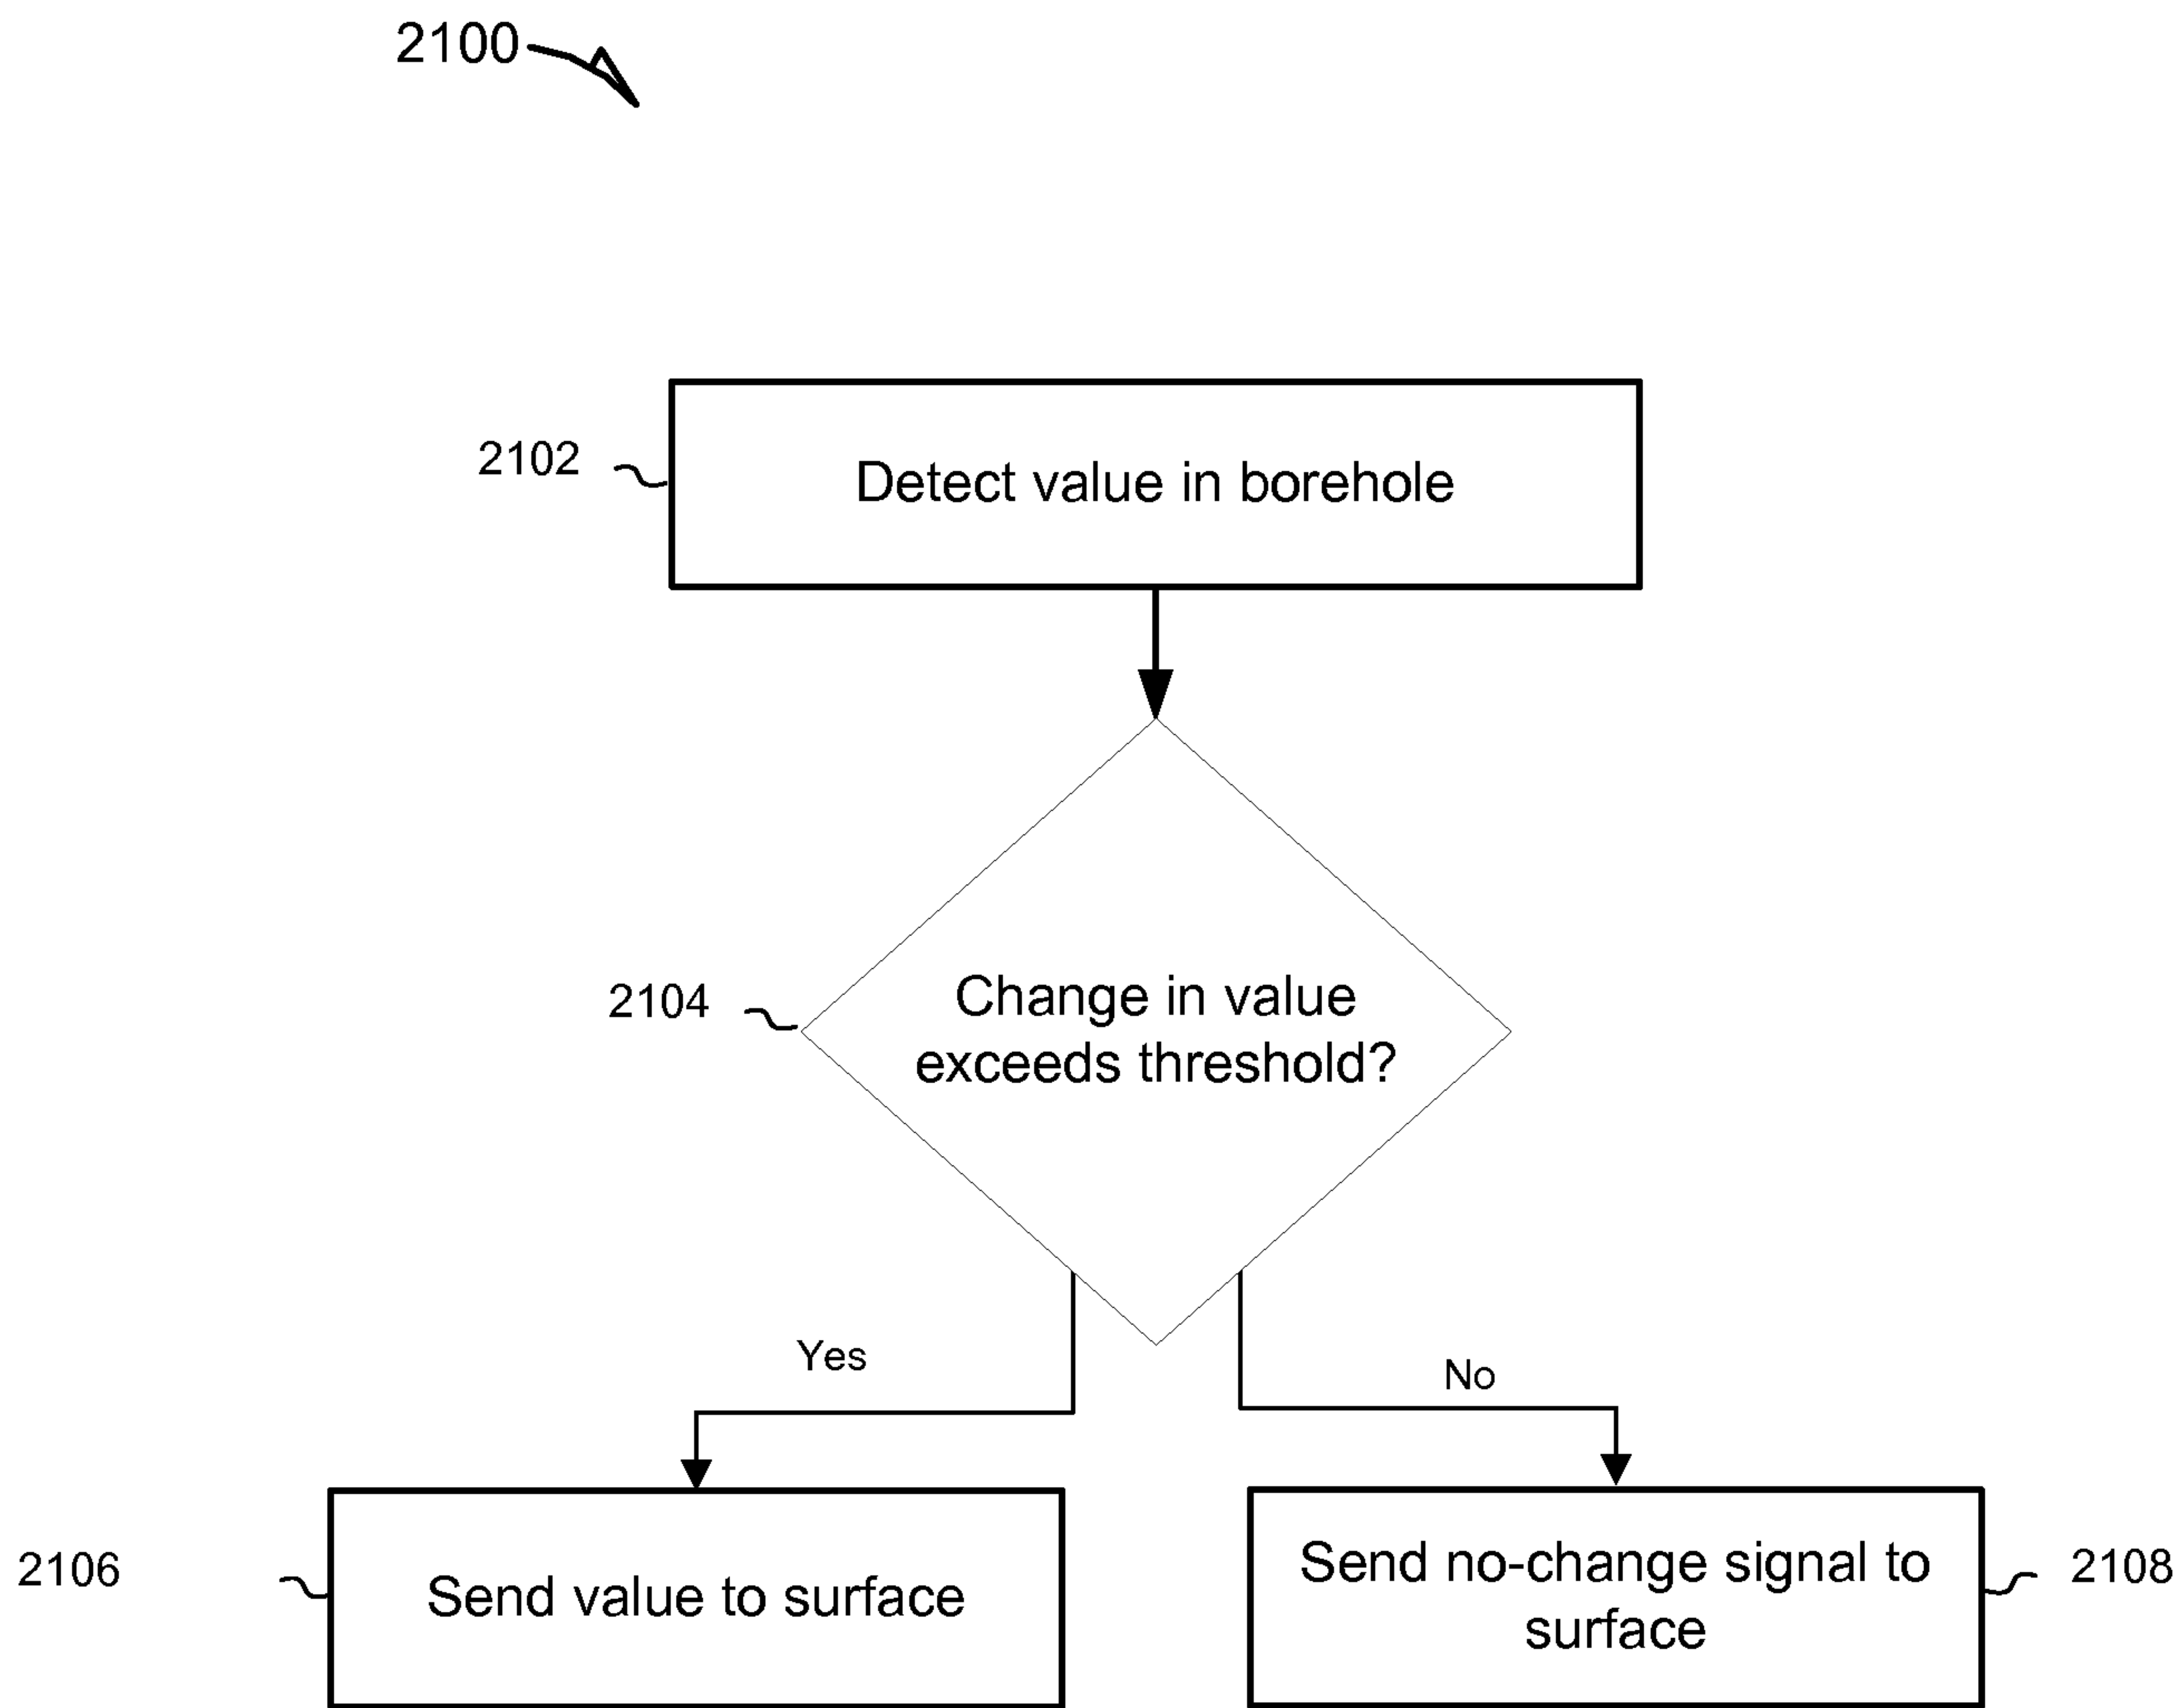 2100
2102
Detect value in borehole
2104
Change in value
exceeds threshold?
Yes
No
2106
Send value to surface
Send no-change signal to
surface
2108